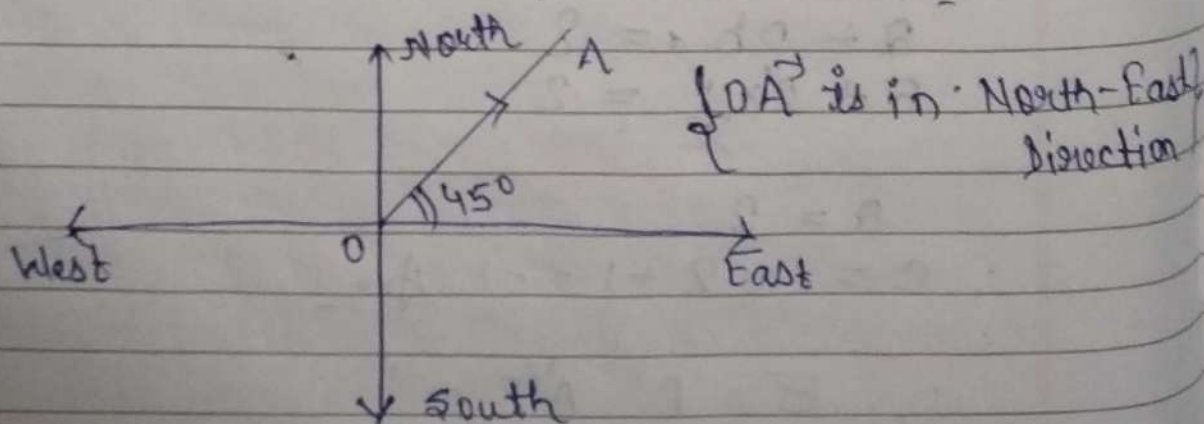 North
A
{OA→ is in North-East}
Direction
45°
O
West
East
South